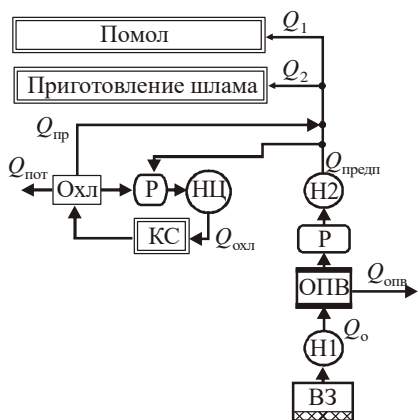 Помол
Q₁
Приготовление шлама
Q₂
Qпр
Qпот
Охл
Р
НЦ
Qпредп
Н2
КС
Qохл
Р
ОПВ
Qопв
Qо
Н1
ВЗ